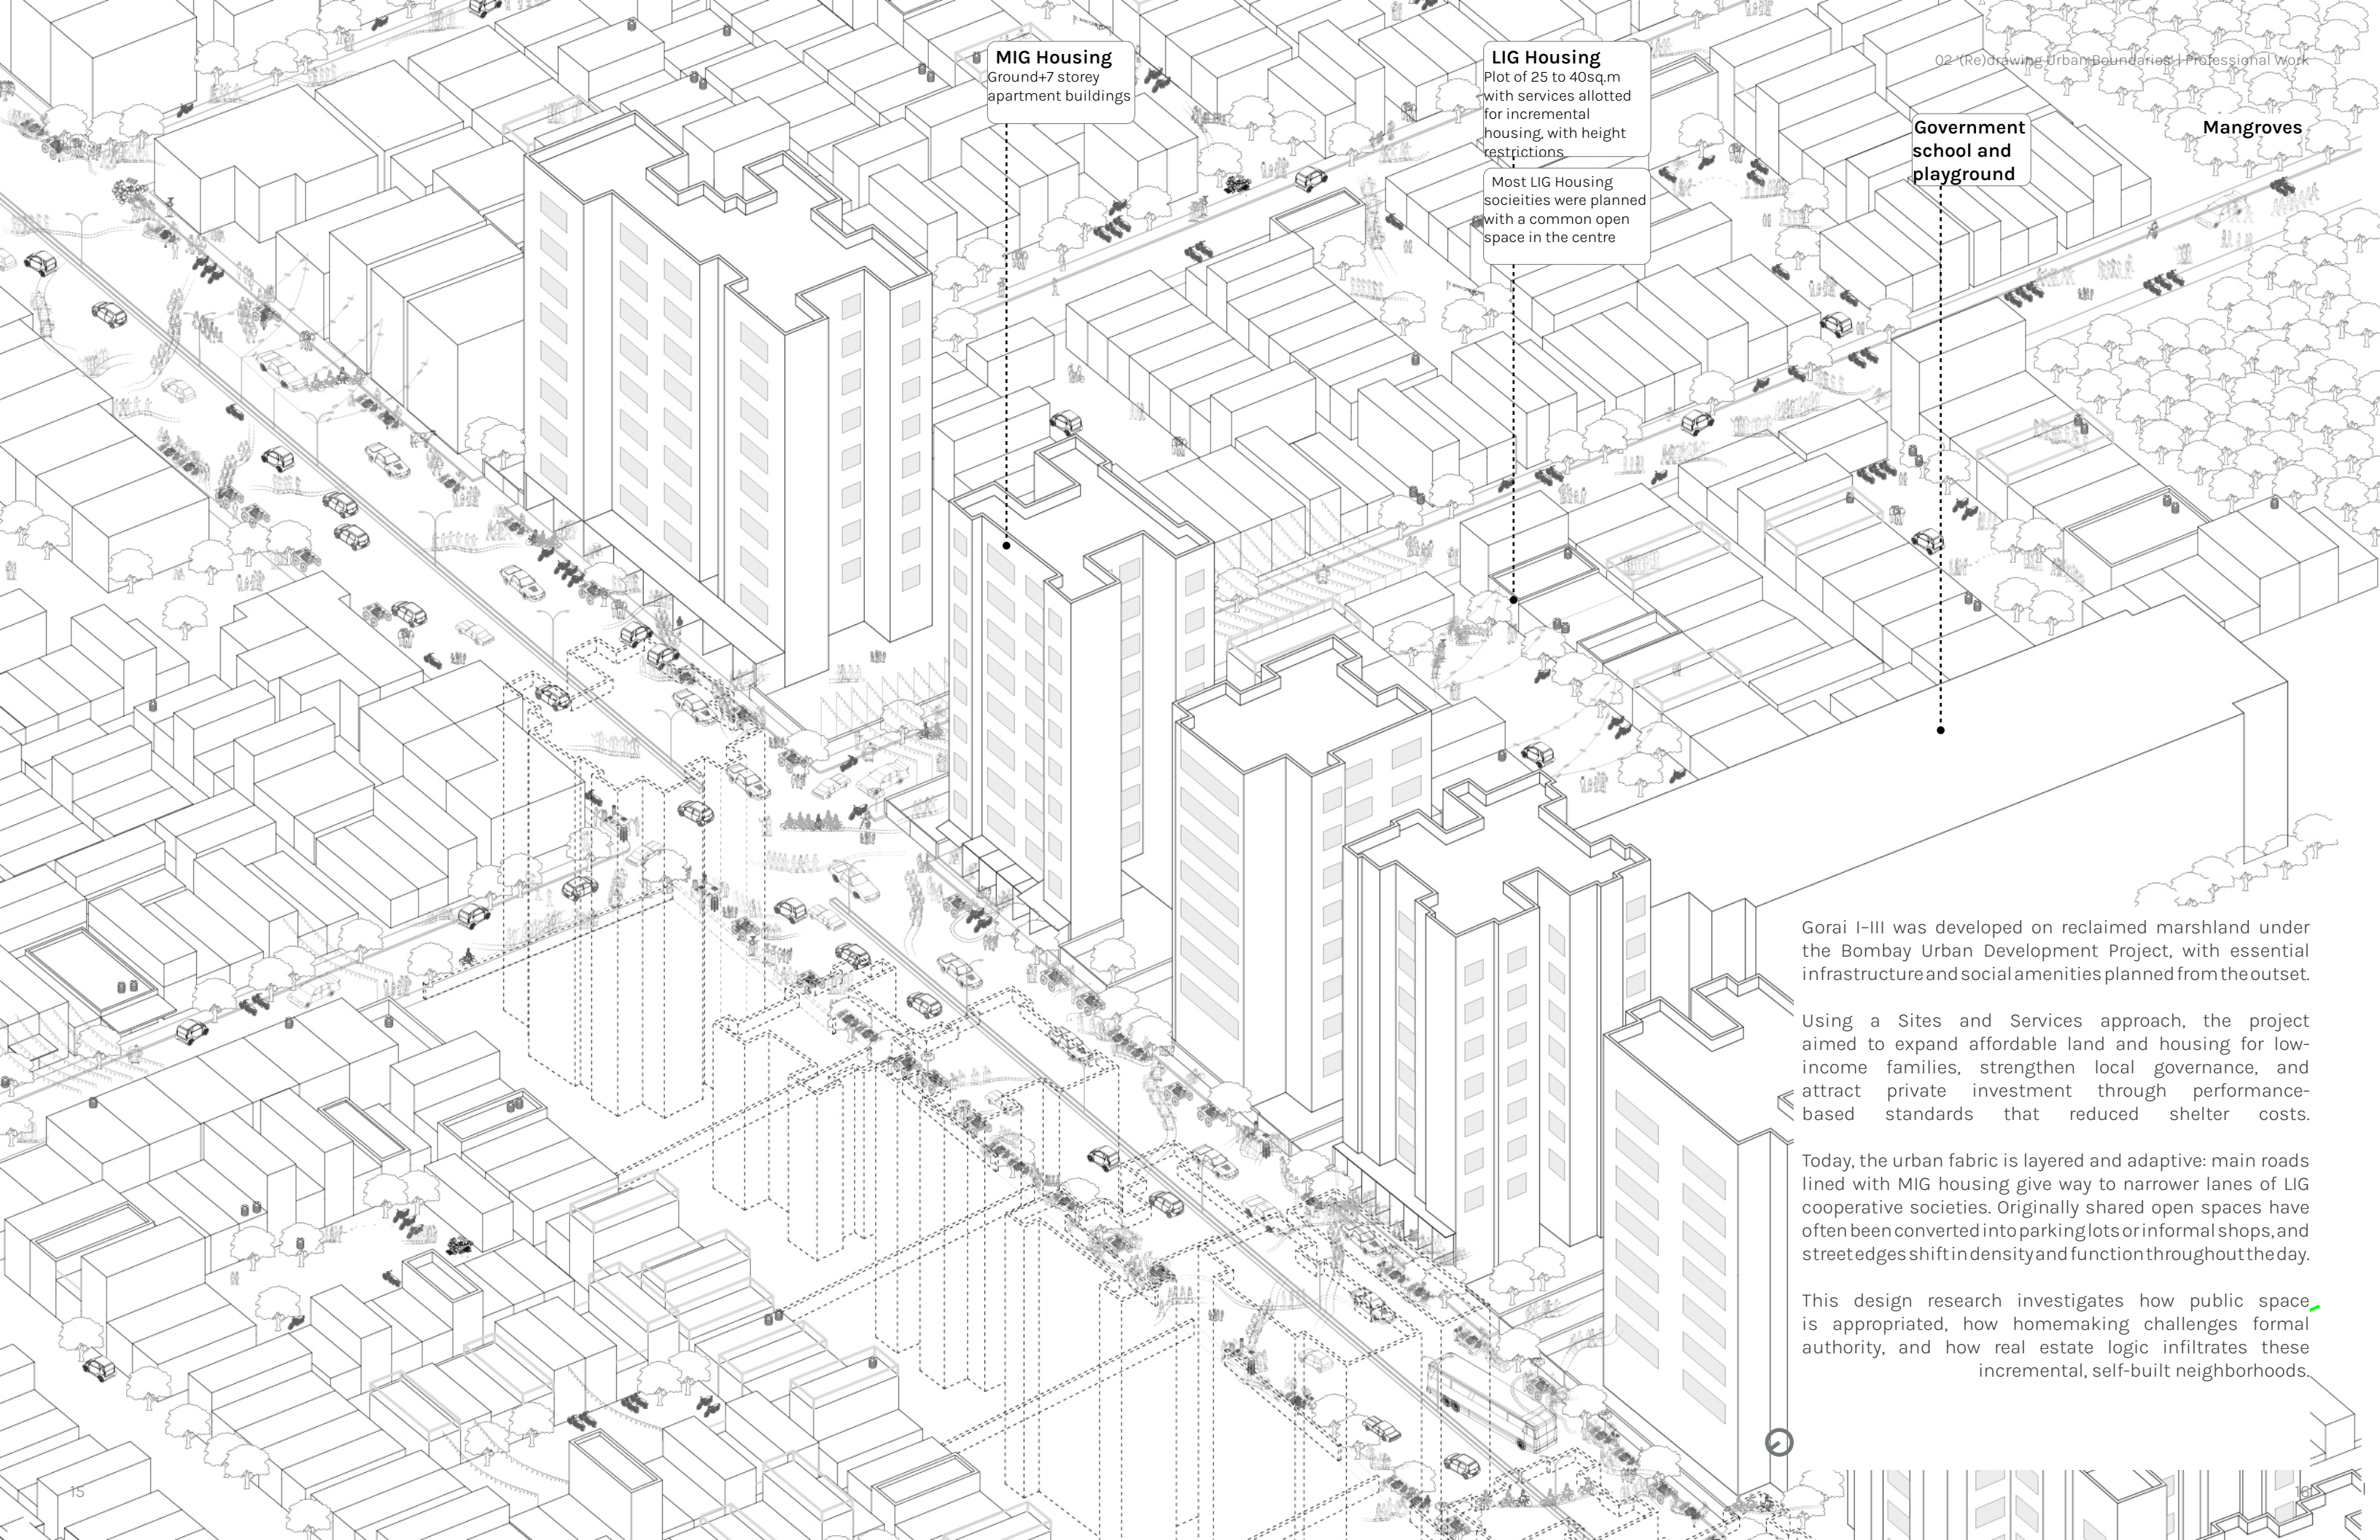 02 '(Re)drawing Urban Boundaries' | Professional Work
MIG Housing
Ground+7 storey
apartment buildings
LIG Housing
Plot of 25 to 40sq.m
with services allotted
for incremental
housing, with height
restrictions
Most LIG Housing
socieities were planned
with a common open
space in the centre
Government
school and
playground
Mangroves
Gorai I-III was developed on reclaimed marshland under
the Bombay Urban Development Project, with essential
infrastructure and social amenities planned from the outset.
Using a Sites and Services approach, the project
aimed to expand affordable land and housing for low-
income families, strengthen local governance, and
attract private investment through performance-
based standards that reduced shelter costs.
Today, the urban fabric is layered and adaptive: main roads
lined with MIG housing give way to narrower lanes of LIG
cooperative societies. Originally shared open spaces have
often been converted into parking lots or informal shops, and
street edges shift in density and function throughout the day.
This design research investigates how public space
is appropriated, how homemaking challenges formal
authority, and how real estate logic infiltrates these
incremental, self-built neighborhoods.
15
16